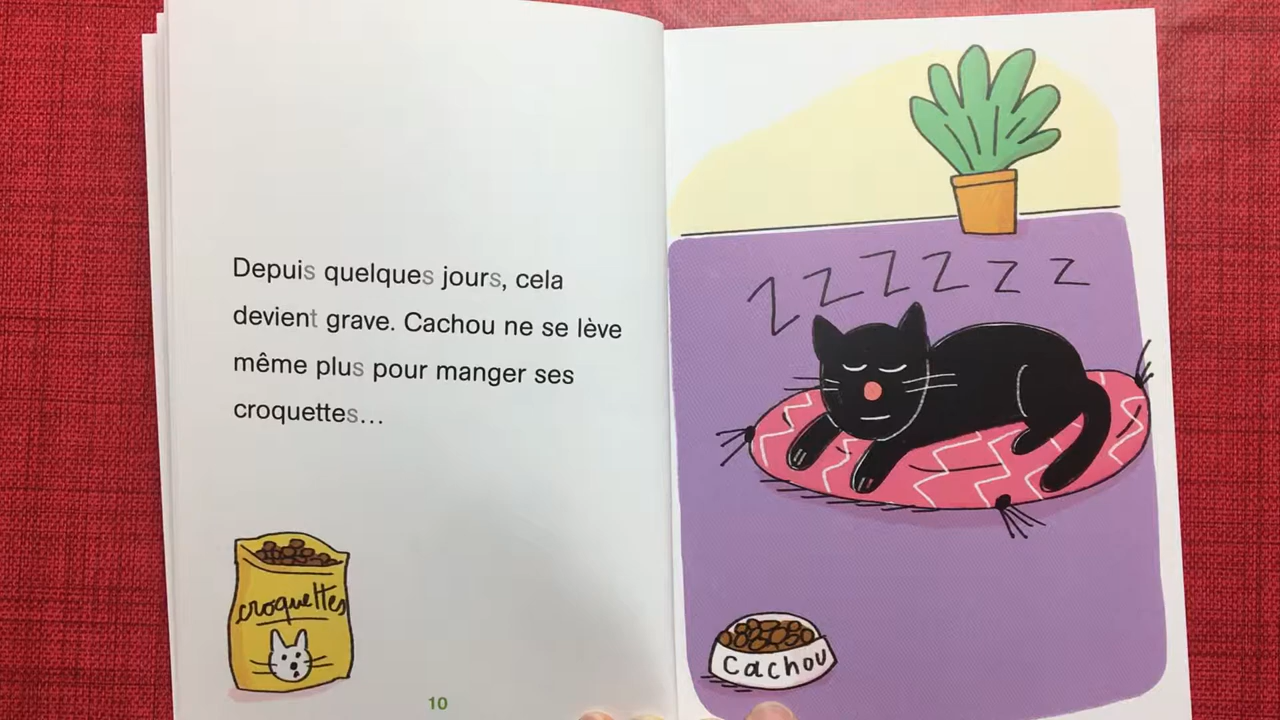 Depuis quelques jours, cela
devient grave. Cachou ne se lève
même plus pour manger ses
croquettes…
croquettes
10
z z z z z z
Cachou